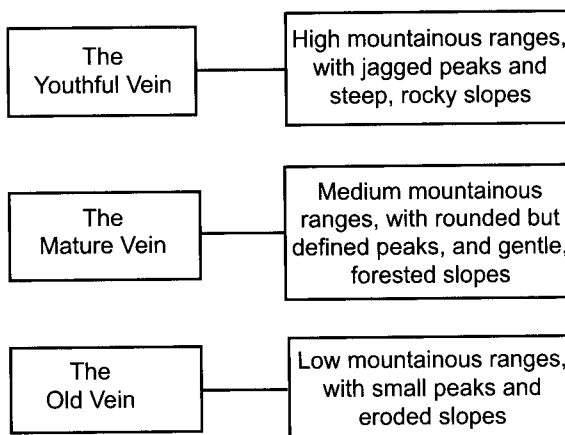 The
Youthful Vein
High mountainous ranges,
with jagged peaks and
steep, rocky slopes
The
Mature Vein
Medium mountainous
ranges, with rounded but
defined peaks, and gentle,
forested slopes
The
Old Vein
Low mountainous ranges,
with small peaks and
eroded slopes